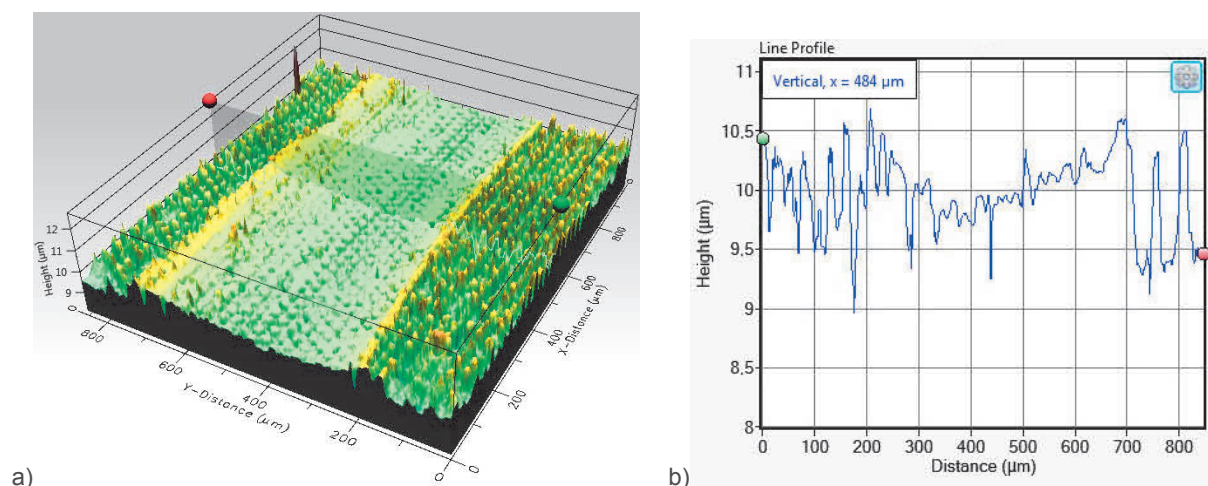 12
11
10
9
Height (µm)
0
800
600
400
200
0
Y-Distance (µm)
0
200
400
600
800
0
X-Distance (µm)
a)
Line Profile
Vertical, x = 484 µm
11
10.5
10
9.5
9
8.5
8
Height (µm)
0 100 200 300 400 500 600 700 800
Distance (µm)
b)